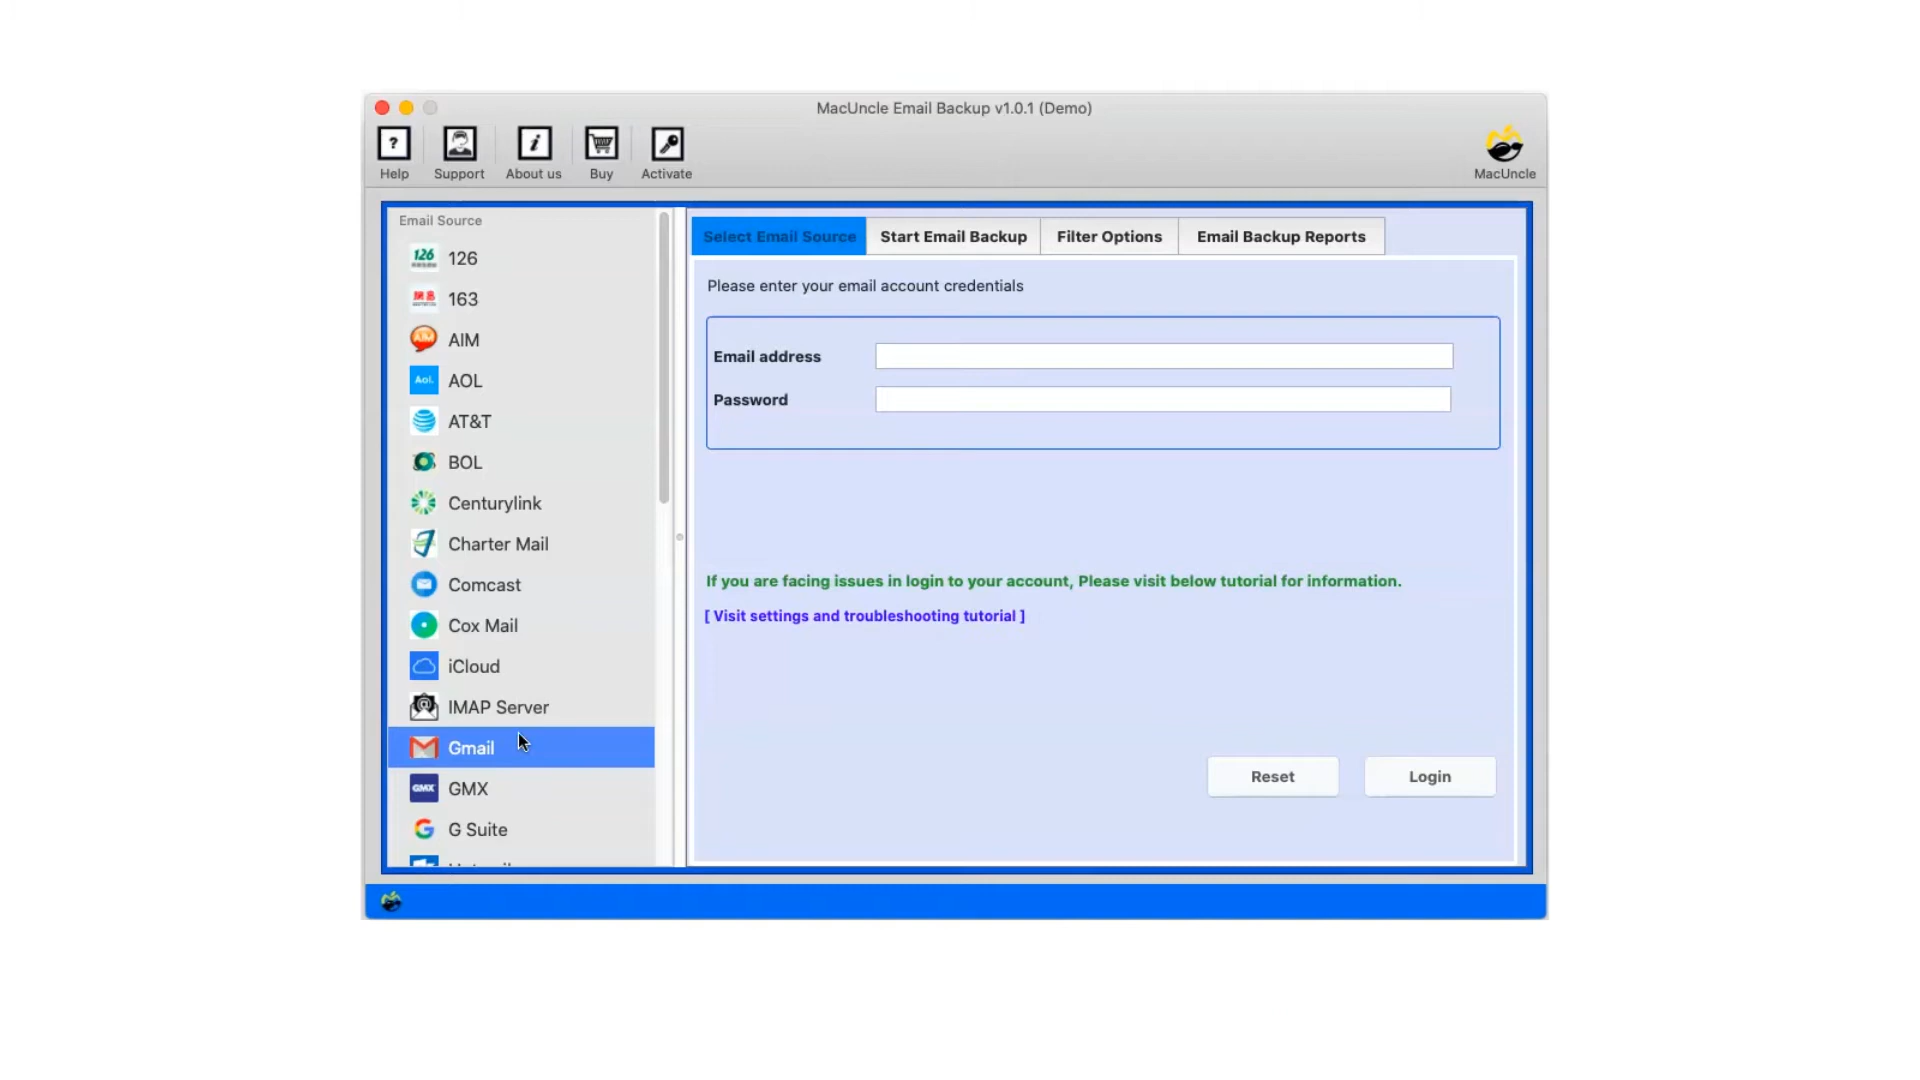 MacUncle Email Backup v1.0.1 (Demo)
?
i
Help
Support
About us
Buy
Activate
MacUncle
Email Source
126
126
163
AIM
AIM
Aol.
AOL
AT&T
BOL
Centurylink
Charter Mail
Comcast
Cox Mail
iCloud
IMAP Server
Gmail
GMX
GMX
G Suite
Select Email Source
Start Email Backup
Filter Options
Email Backup Reports
Please enter your email account credentials
Email address
Password
If you are facing issues in login to your account, Please visit below tutorial for information.
[ Visit settings and troubleshooting tutorial ]
Reset
Login